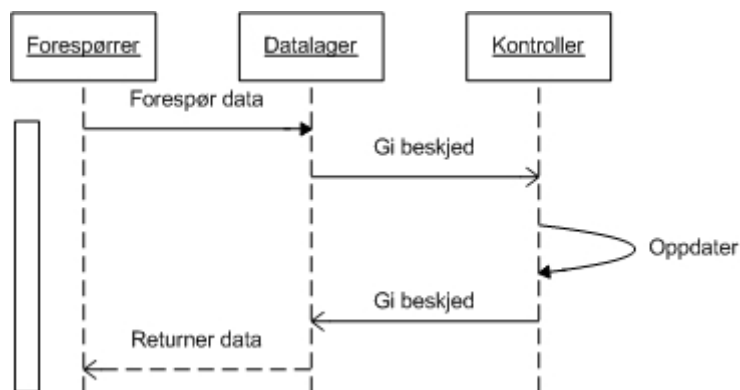 Forespørrer
Datalager
Kontroller
Forespør data
Gi beskjed
Oppdater
Gi beskjed
Returner data